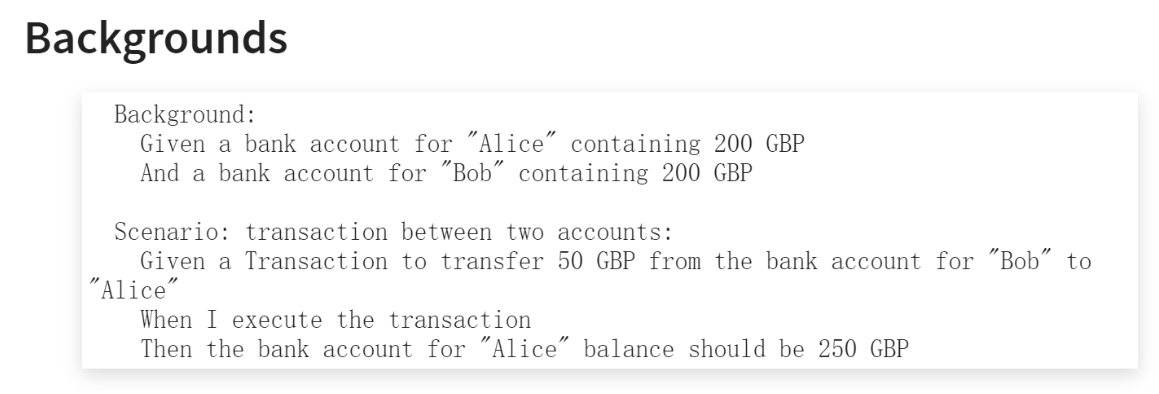 Backgrounds
Background:
Given a bank account for "Alice" containing 200 GBP
And a bank account for "Bob" containing 200 GBP
Scenario: transaction between two accounts:
Given a Transaction to transfer 50 GBP from the bank account for "Bob" to
"Alice"
When I execute the transaction
Then the bank account for "Alice" balance should be 250 GBP